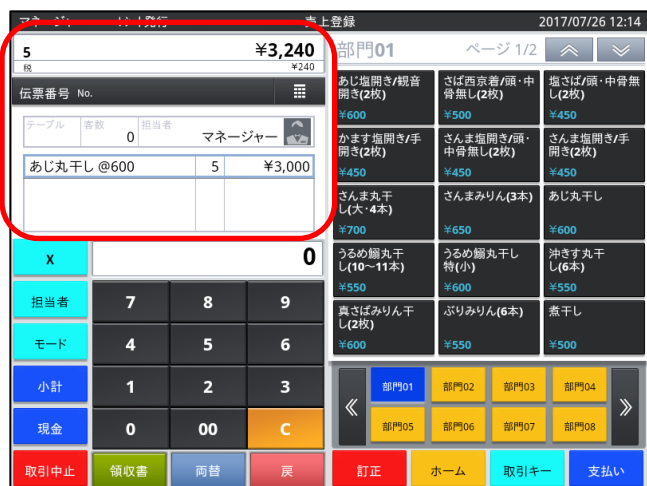 売上登録
2017/07/26 12:14
5
¥3,240
税
¥240
伝票番号 No.
テーブル
客数
0
担当者
マネージャー
あじ丸干し @600
5
¥3,000
X
0
担当者
7
8
9
モード
4
5
6
小計
1
2
3
現金
0
00
C
取引中止
領収書
両替
戻
部門01
ページ 1/2
あじ塩開き/観音
開き(2枚)
¥600
さば西京着/頭・中
骨無し(2枚)
¥500
塩さば/頭・中骨無
し(2枚)
¥450
かます塩開き/手
開き(2枚)
¥450
さんま塩開き/頭・
中骨無し(2枚)
¥450
さんま塩開き/手
開き(2枚)
¥450
さんま丸干
し(大・4本)
¥700
さんまみりん(3本)
¥650
あじ丸干し
¥600
うるめ鰯丸干
し(10〜11本)
¥550
うるめ鰯丸干し
特(小)
¥600
沖きす丸干
し(6本)
¥550
真さばみりん干
し(2枚)
¥600
ぶりみりん(6本)
¥550
煮干し
¥500
部門01
部門02
部門03
部門04
部門05
部門06
部門07
部門08
訂正
ホーム
取引キー
支払い